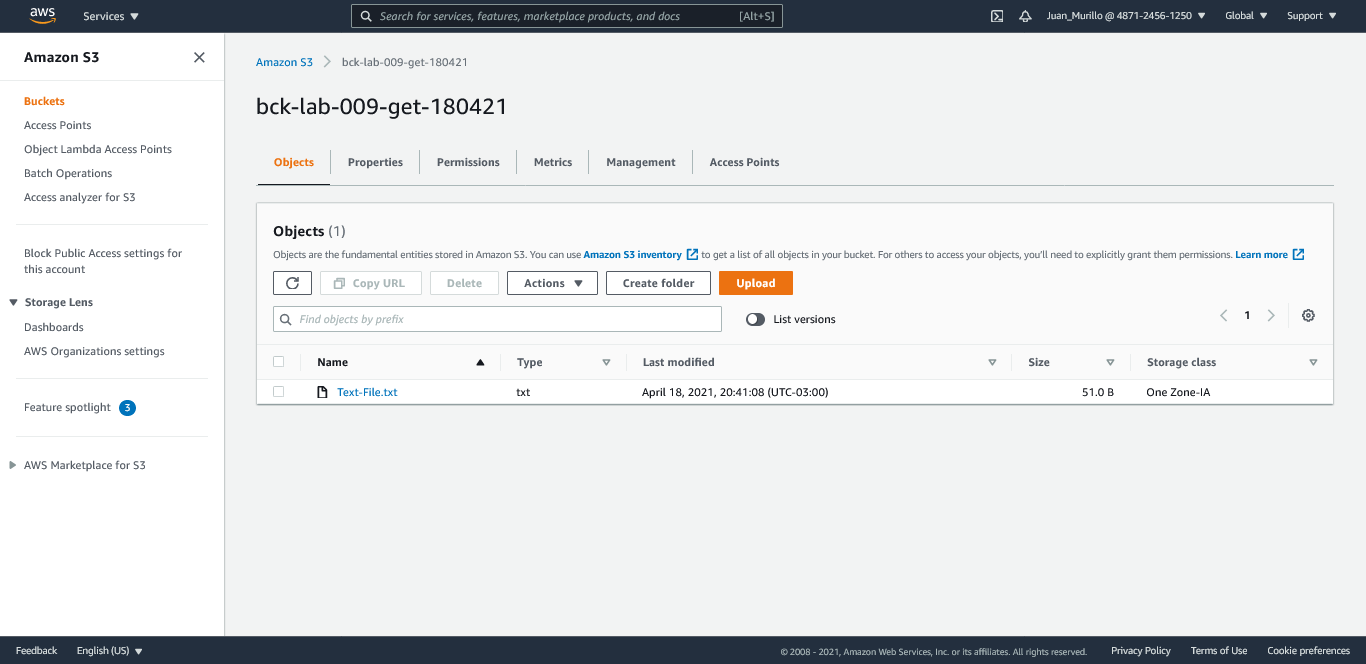 aws Services Search for services, features, marketplace products, and docs [Alt+S] Juan_Murillo @ 4871-2456-1250 Global Support
Amazon S3
Buckets
Access Points
Object Lambda Access Points
Batch Operations
Access analyzer for S3
Block Public Access settings for
this account
Storage Lens
Dashboards
AWS Organizations settings
Feature spotlight 3
AWS Marketplace for S3
Amazon S3 bck-lab-009-get-180421
bck-lab-009-get-180421
Objects Properties Permissions Metrics Management Access Points
Objects (1)
Objects are the fundamental entities stored in Amazon S3. You can use Amazon S3 inventory to get a list of all objects in your bucket. For others to access your objects, you'll need to explicitly grant them permissions. Learn more
Copy URL Delete Actions Create folder Upload
Find objects by prefix List versions 1
Name Type Last modified Size Storage class
Text-File.txt txt April 18, 2021, 20:41:08 (UTC-03:00) 51.0 B One Zone-IA
Feedback English (US) © 2008 - 2021, Amazon Web Services, Inc. or its affiliates. All rights reserved. Privacy Policy Terms of Use Cookie preferences